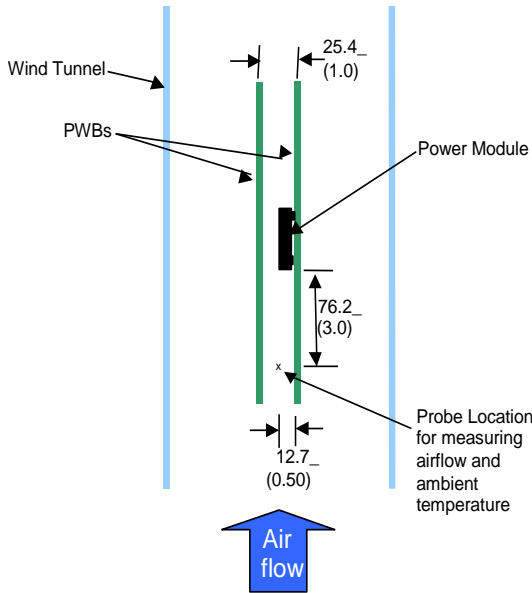 25.4_
(1.0)
Wind Tunnel
PWBs
Power Module
76.2_
(3.0)
x
Probe Location
for measuring
airflow and
ambient
temperature
12.7_
(0.50)
Air
flow